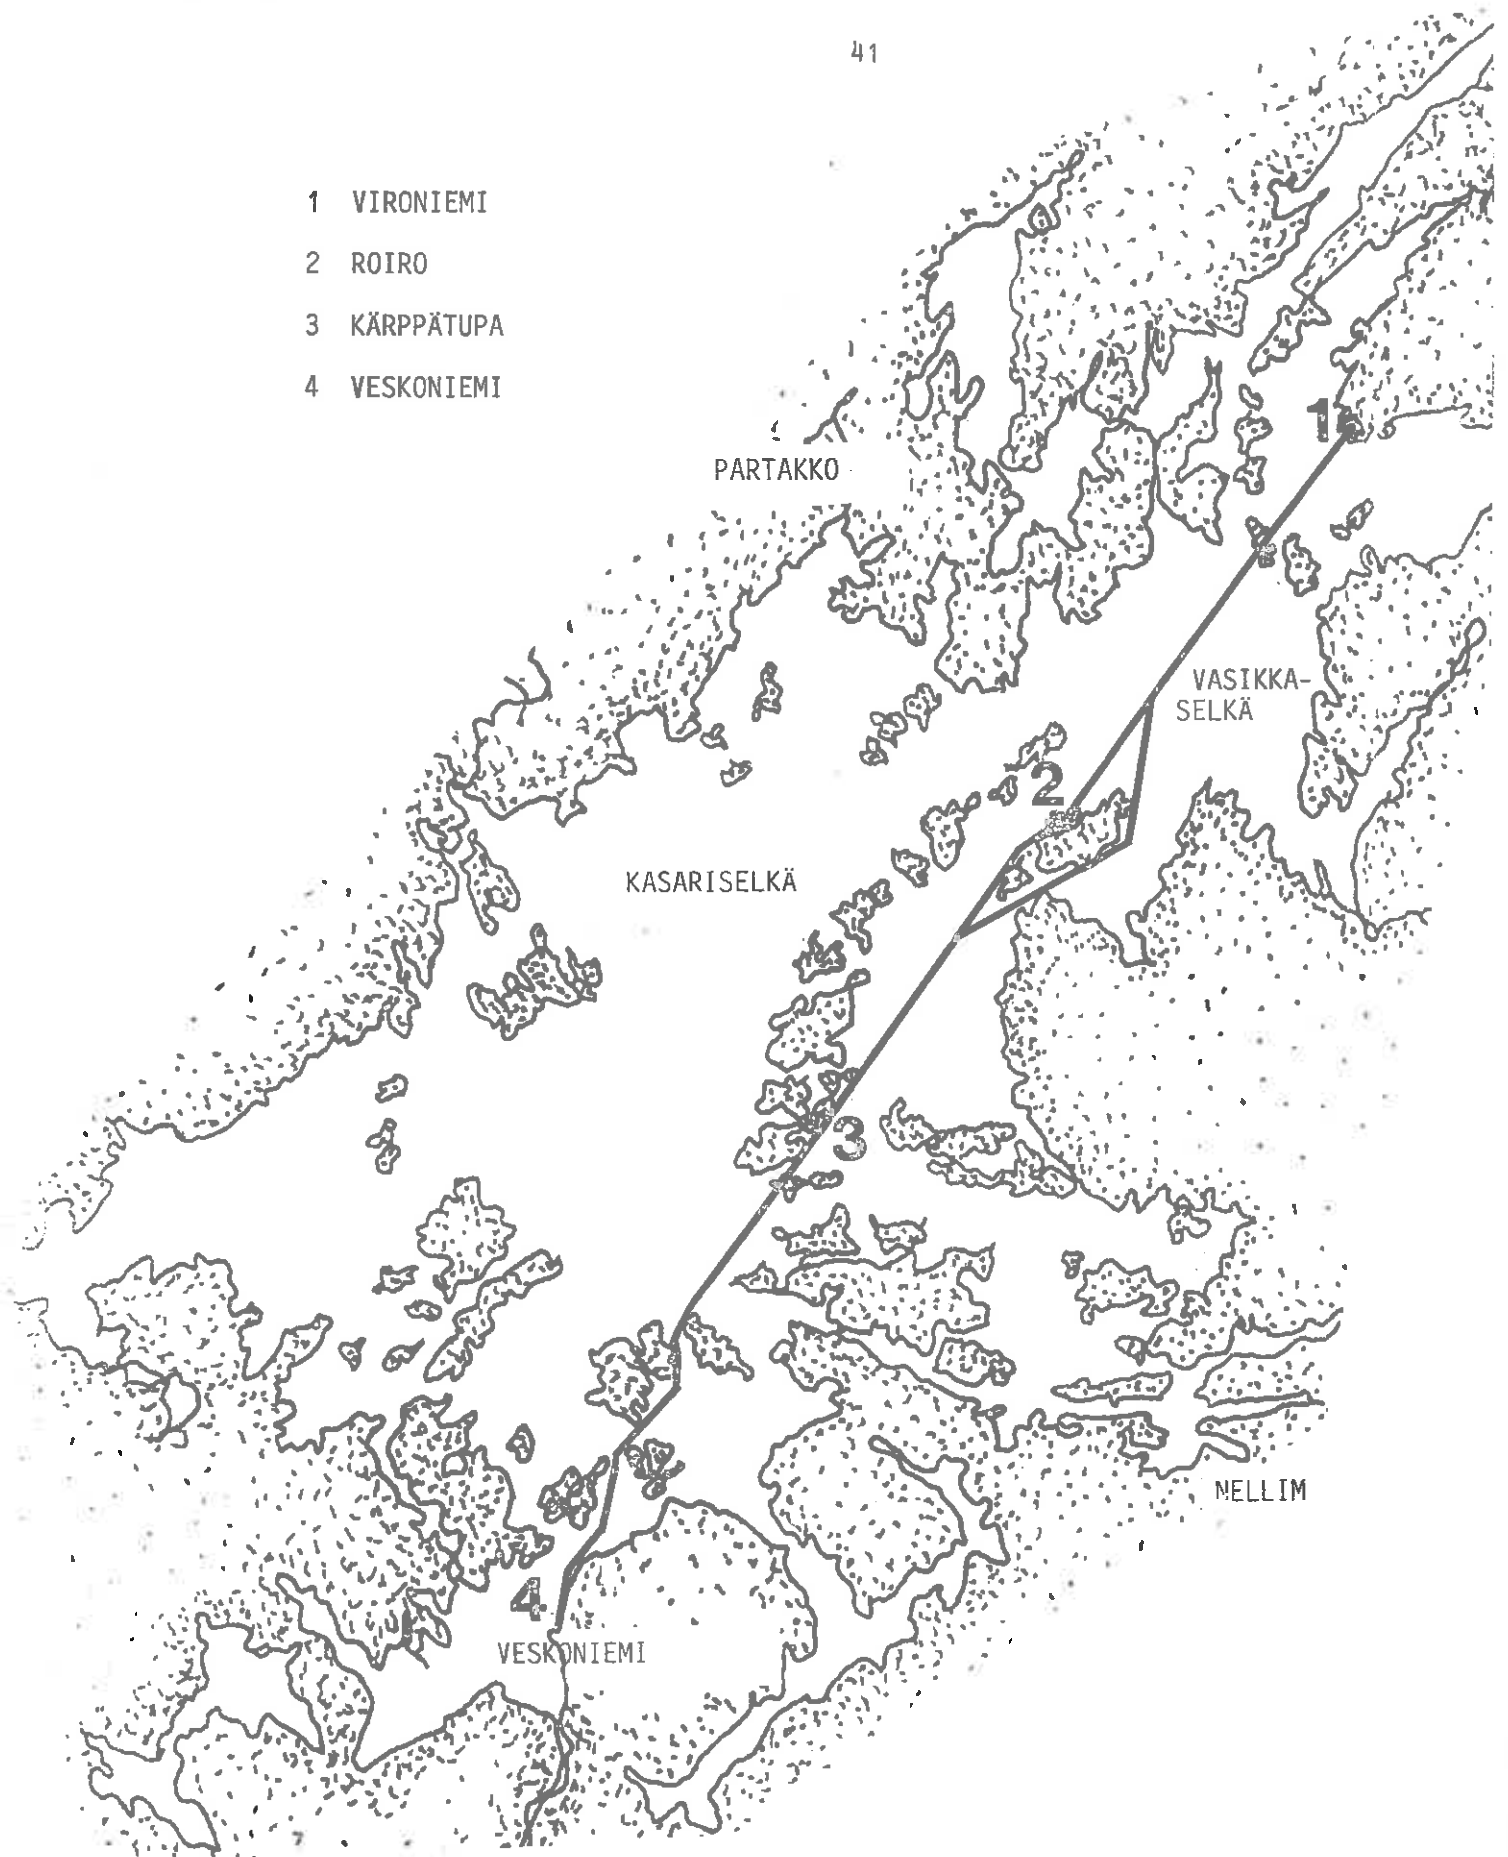 41
1 VIRONIEMI
2 ROIRO
3 KÄRPPÄTUPA
4 VESKONIEMI
1
PARTAKKO
VASIKKA-
SELKÄ
2
KASARISELKÄ
3
NELLIM
4
VESKONIEMI